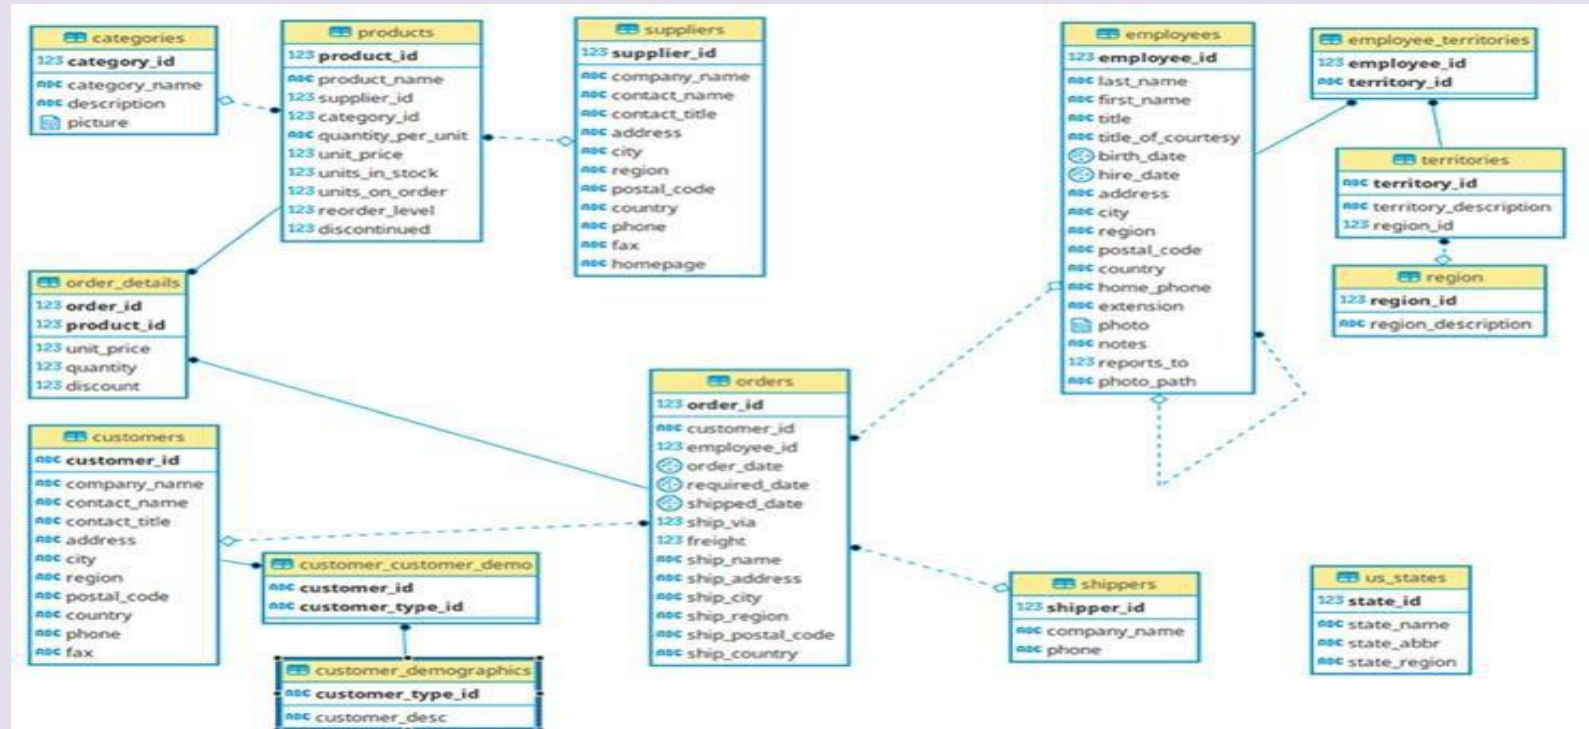 categories
123 category_id
ABC category_name
ABC description
picture
products
123 product_id
ABC product_name
123 supplier_id
123 category_id
ABC quantity_per_unit
123 unit_price
123 units_in_stock
123 units_on_order
123 reorder_level
123 discontinued
suppliers
123 supplier_id
ABC company_name
ABC contact_name
ABC contact_title
ABC address
ABC city
ABC region
ABC postal_code
ABC country
ABC phone
ABC fax
ABC homepage
employees
123 employee_id
ABC last_name
ABC first_name
ABC title
ABC title_of_courtesy
birth_date
hire_date
ABC address
ABC city
ABC region
ABC postal_code
ABC country
ABC home_phone
ABC extension
photo
ABC notes
123 reports_to
ABC photo_path
employee_territories
123 employee_id
ABC territory_id
territories
ABC territory_id
ABC territory_description
123 region_id
region
123 region_id
ABC region_description
order_details
123 order_id
123 product_id
123 unit_price
123 quantity
123 discount
customers
ABC customer_id
ABC company_name
ABC contact_name
ABC contact_title
ABC address
ABC city
ABC region
ABC postal_code
ABC country
ABC phone
ABC fax
customer_customer_demo
ABC customer_id
ABC customer_type_id
customer_demographics
ABC customer_type_id
ABC customer_desc
orders
123 order_id
ABC customer_id
123 employee_id
order_date
required_date
shipped_date
123 ship_via
123 freight
ABC ship_name
ABC ship_address
ABC ship_city
ABC ship_region
ABC ship_postal_code
ABC ship_country
shippers
123 shipper_id
ABC company_name
ABC phone
us_states
123 state_id
ABC state_name
ABC state_abbr
ABC state_region